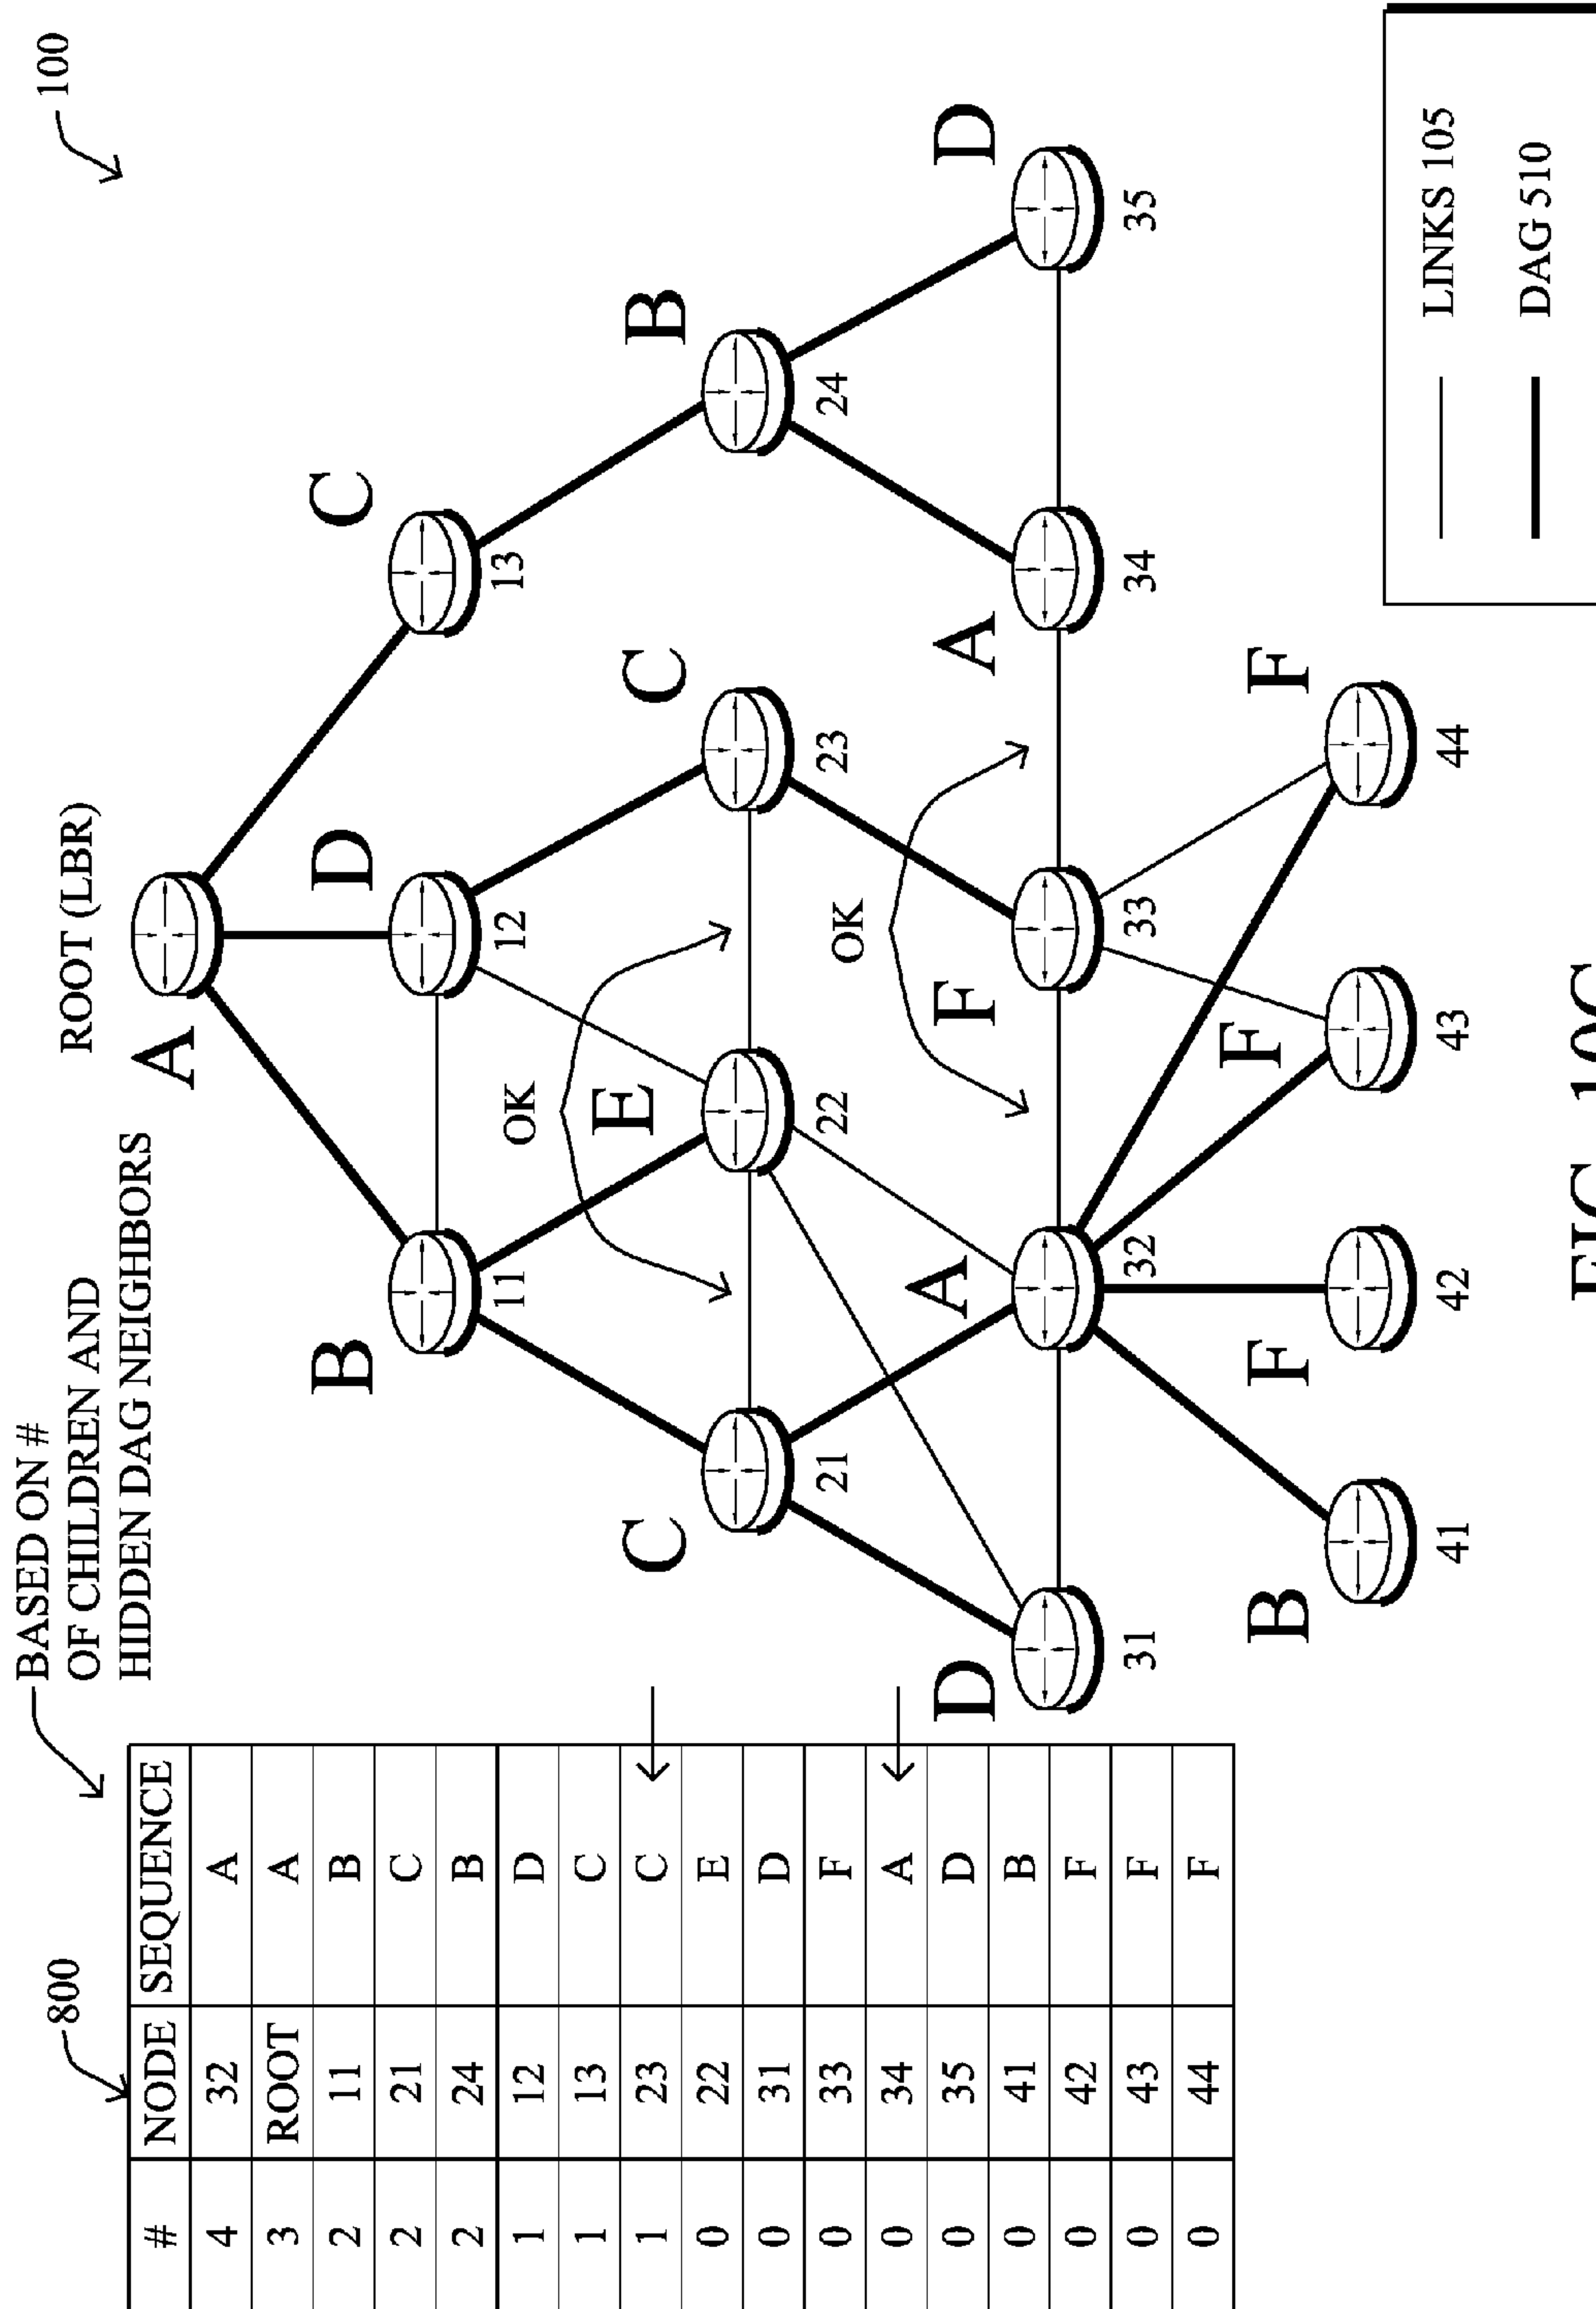 BASED ON #
OF CHILDREN AND
HIDDEN DAG NEIGHBORS
800
# NODE SEQUENCE
4 32 A
3 ROOT A
2 11 B
2 21 C
2 24 B
1 12 D
1 13 C
1 23 C
0 22 E
0 31 D
0 33 F
0 34 A
0 35 D
0 41 B
0 42 F
0 43 F
0 44 F
100
ROOT (LBR)
A
B
D
C
11
12
13
OK
E
C
C
B
21
22
23
24
OK
D
A
F
A
D
31
32
33
34
35
B
F
F
F
41
42
43
44
LINKS 105
DAG 510
FIG. 10C